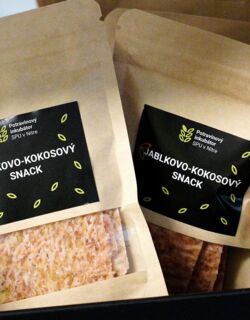 Potravinový
inkubátor
SPU v Nitre
KOVO-KOKOSOVÝ
SNACK
Potravinový
inkubátor
SPU v Nitre
JABLKOVO-KOKOSOVÝ
SNACK